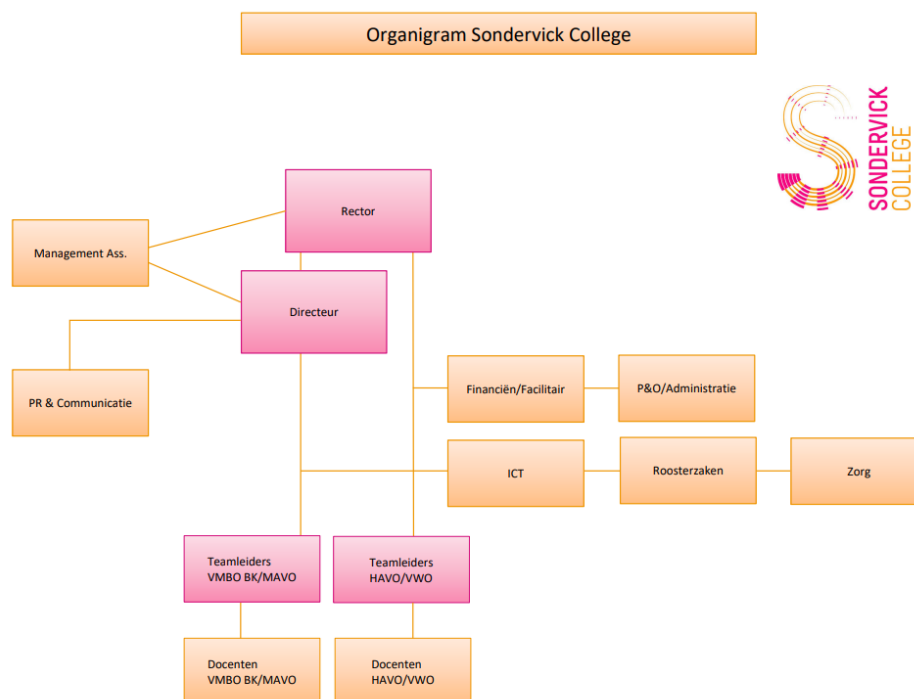 Organigram Sondervick College
SONDERVICK
COLLEGE
Rector
Management Ass.
Directeur
PR & Communicatie
Financiën/Facilitair
P&O/Administratie
ICT
Roosterzaken
Zorg
Teamleiders
VMBO BK/MAVO
Teamleiders
HAVO/VWO
Docenten
VMBO BK/MAVO
Docenten
HAVO/VWO